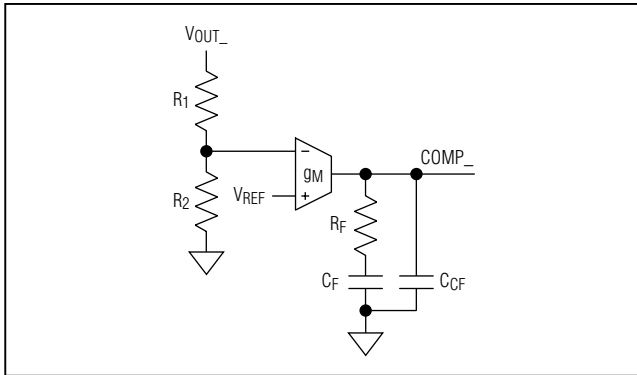 VOUT_
R1
COMP_
gM
R2
VREF
RF
CF
CCF
−
+